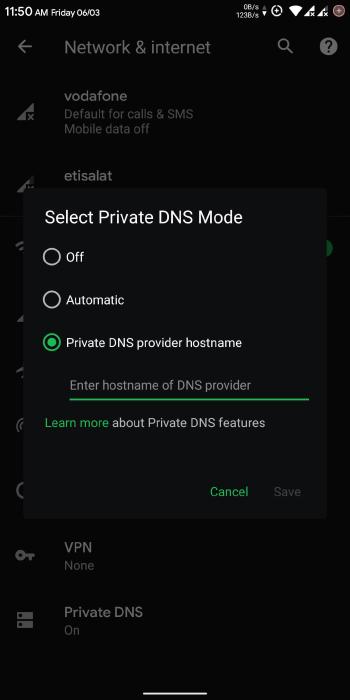 11:50 AM Friday 06/03
0B/s
123B/s
Network & internet
vodafone
Default for calls & SMS
Mobile data off
etisalat
Select Private DNS Mode
Off
Automatic
Private DNS provider hostname
Enter hostname of DNS provider
Learn more about Private DNS features
Cancel Save
VPN
None
Private DNS
On